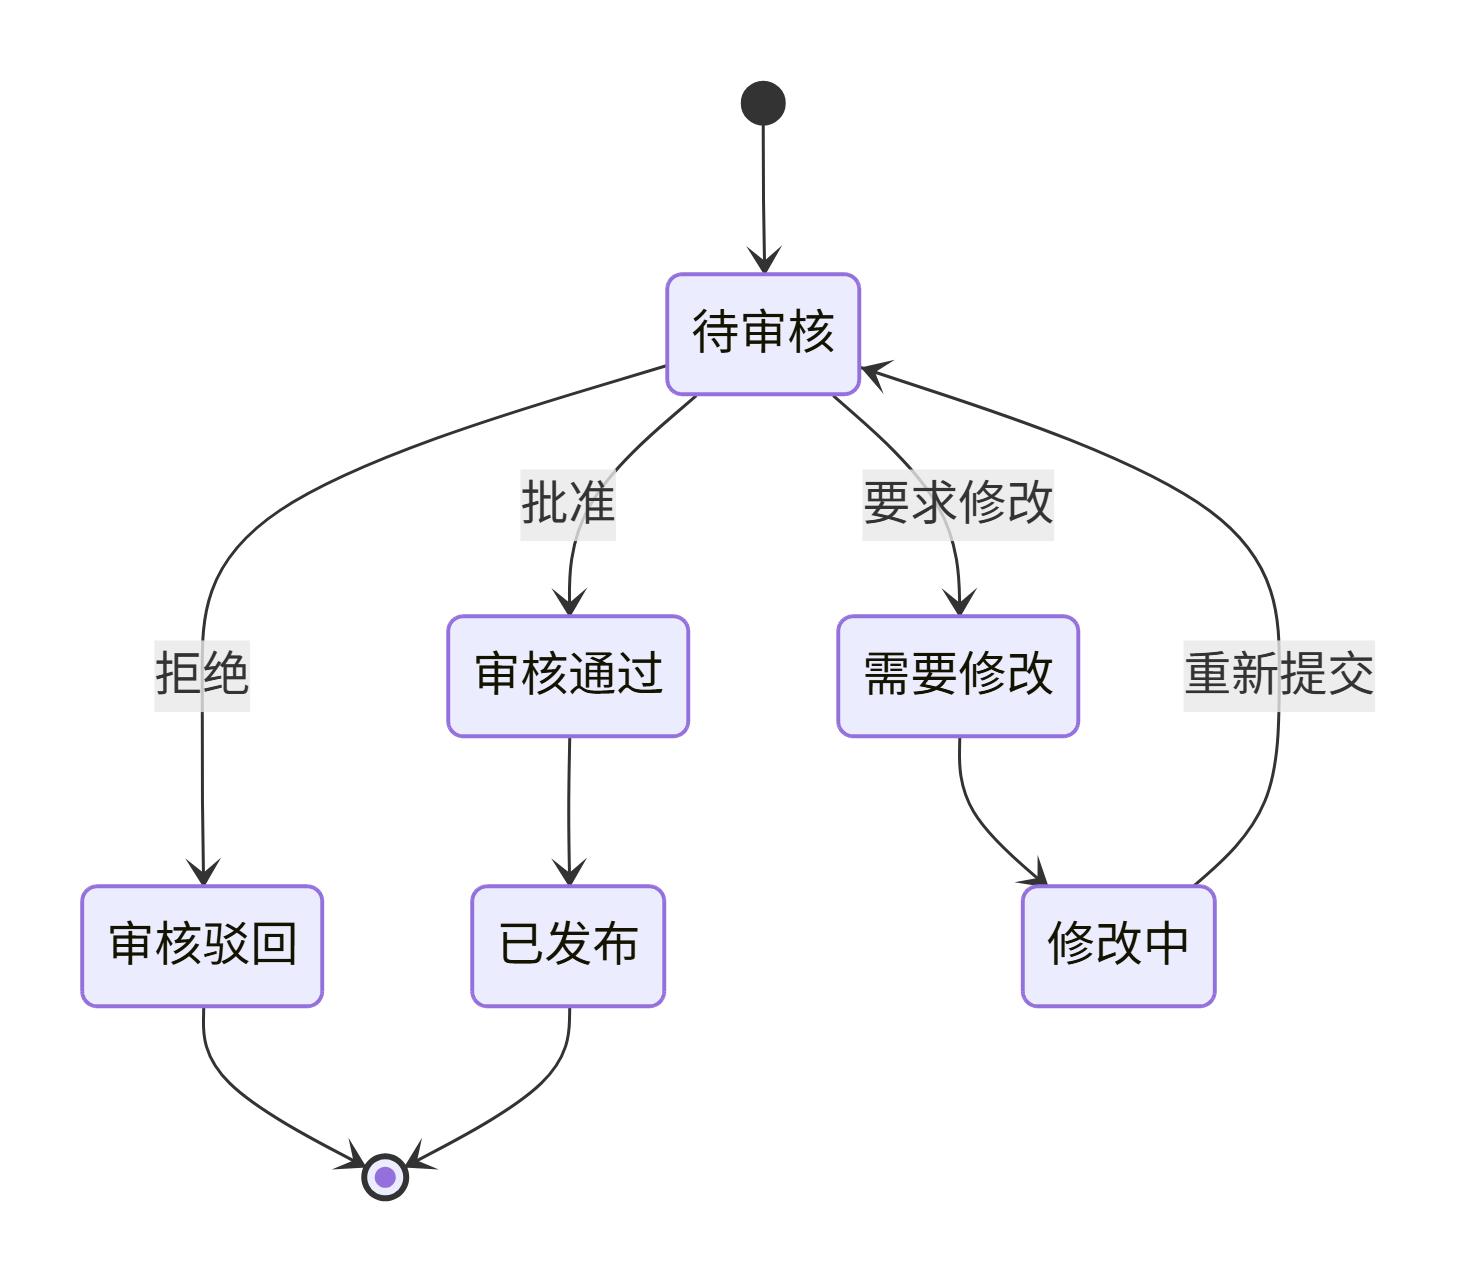 待审核
批准
要求修改
拒绝
审核通过
需要修改
重新提交
审核驳回
已发布
修改中